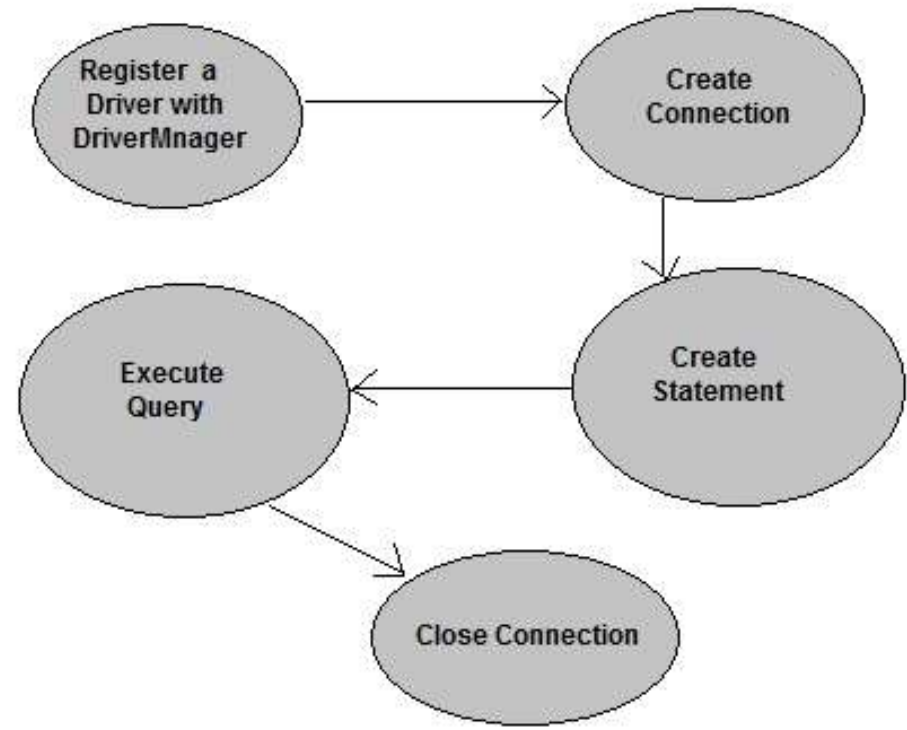 Register a
Driver with
DriverMnager
Create
Connection
Create
Statement
Execute
Query
Close Connection